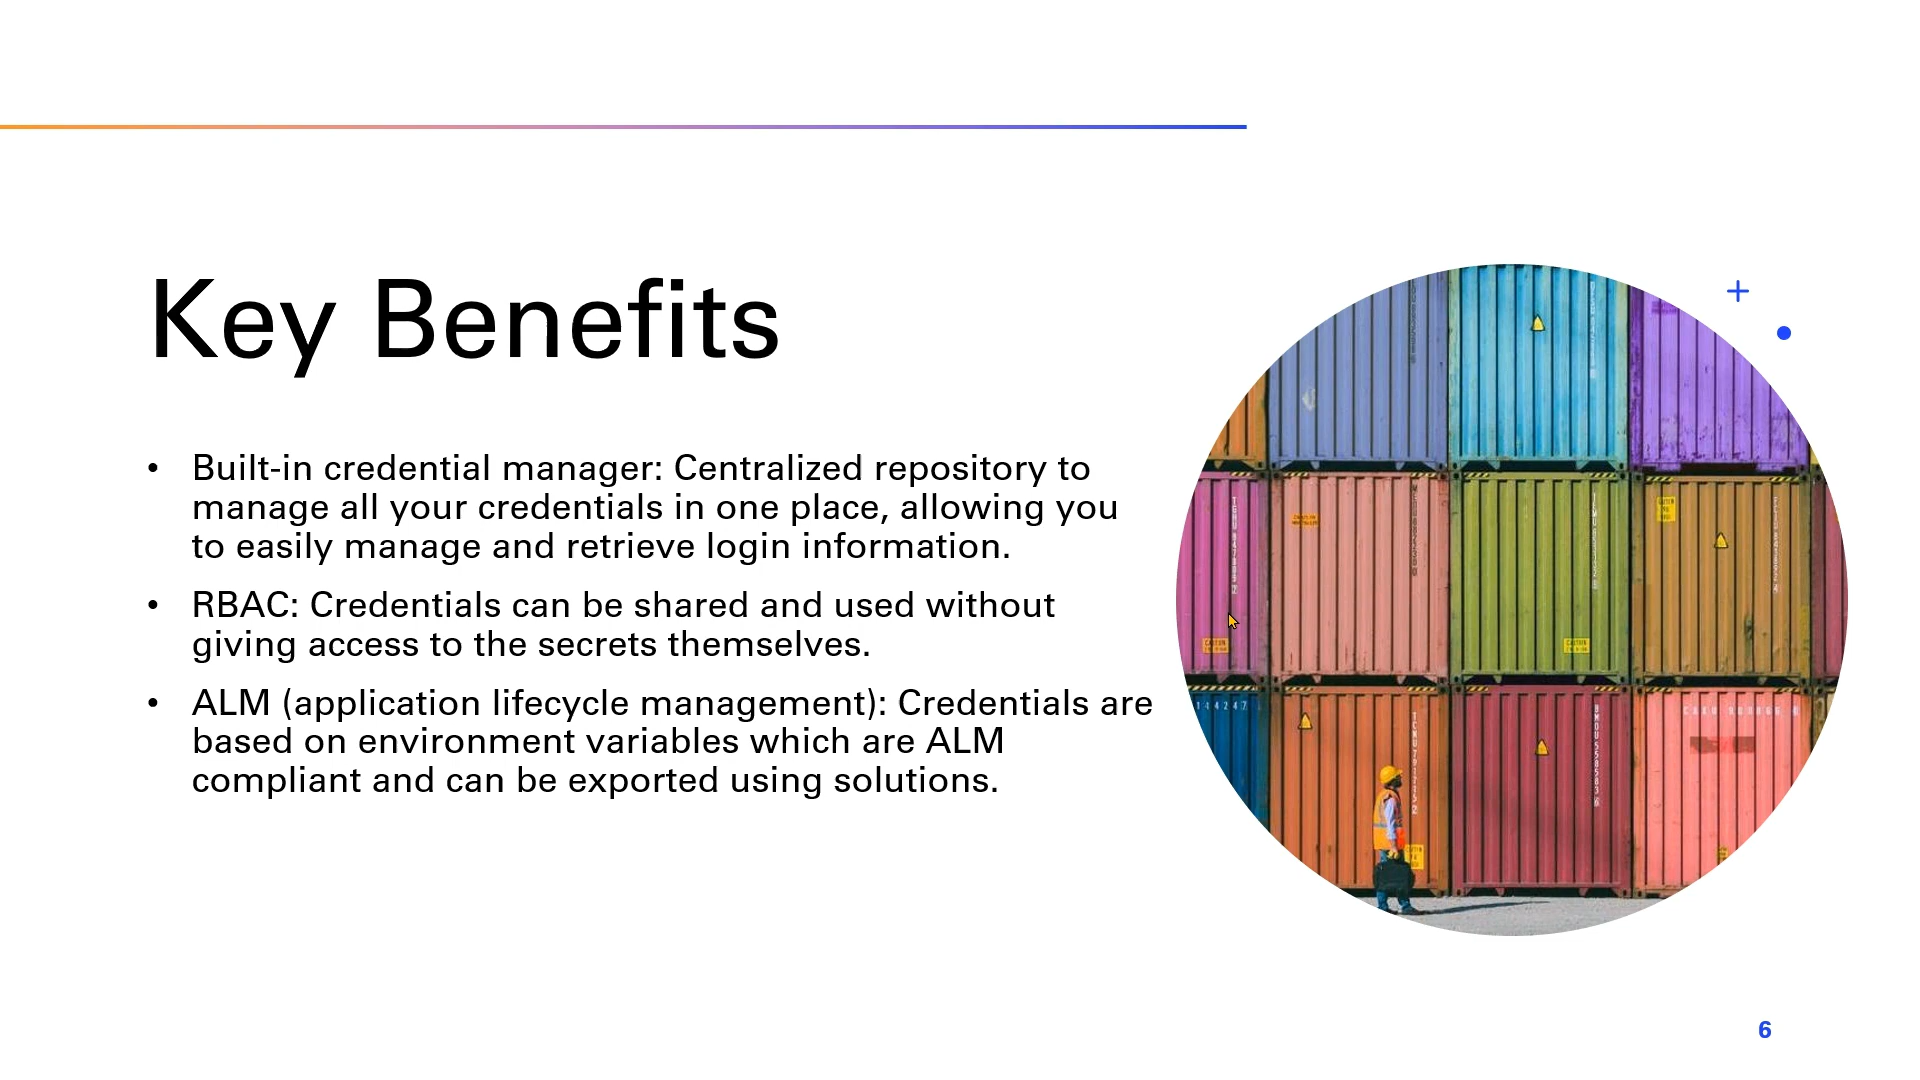 Key Benefits
• Built-in credential manager: Centralized repository to
manage all your credentials in one place, allowing you
to easily manage and retrieve login information.
• RBAC: Credentials can be shared and used without
giving access to the secrets themselves.
• ALM (application lifecycle management): Credentials are
based on environment variables which are ALM
compliant and can be exported using solutions.
6